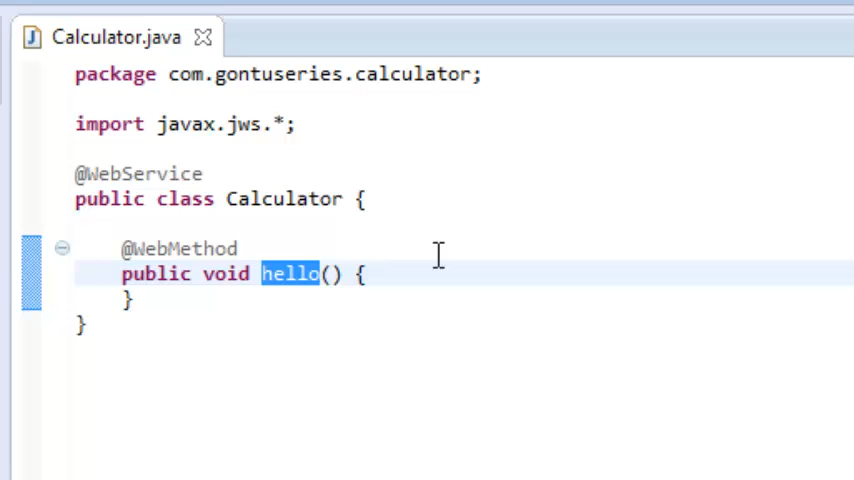 Calculator.java
package com.gontuseries.calculator;
import javax.jws.*;
@WebService
public class Calculator {
@WebMethod
public void hello() {
}
}